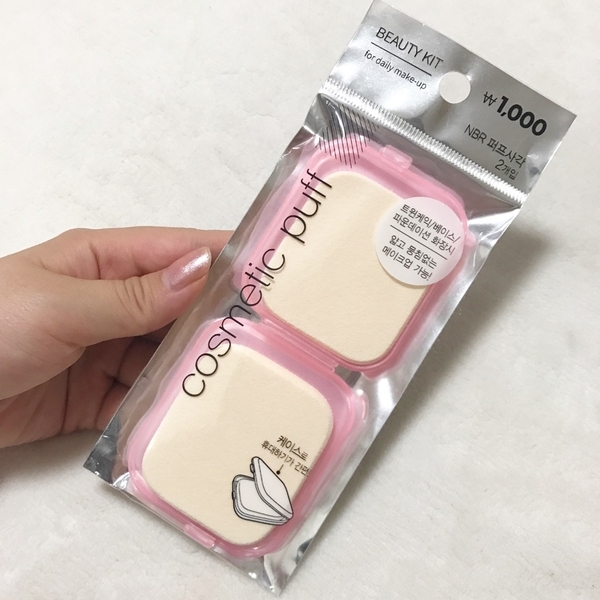 BEAUTY KIT
for daily make-up
₩1,000
NBR 퍼프사각
2개입
cosmetic puff
트윈케익/베이스/
파운데이션 화장시
얇고 뭉침없는
메이크업 가능!
케이스로
휴대하기가 간편